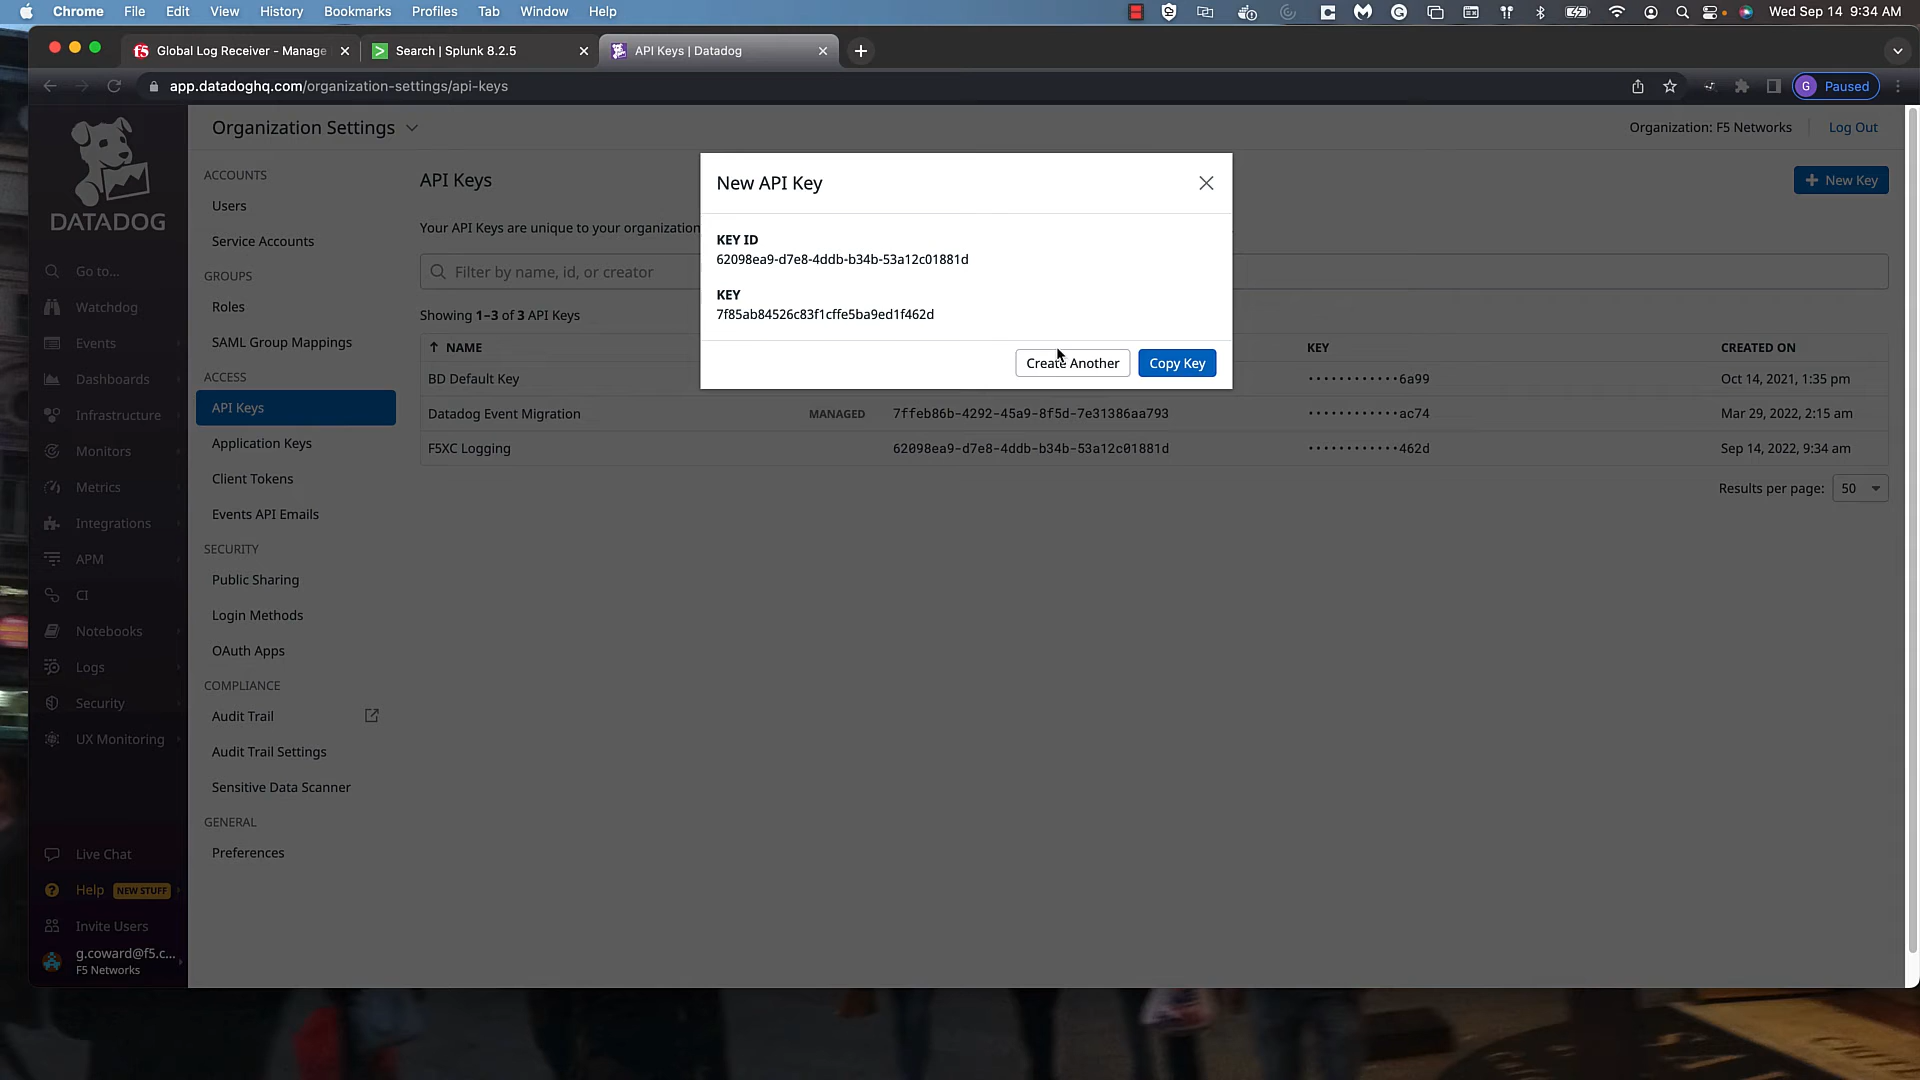 Chrome File Edit View History Bookmarks Profiles Tab Window Help Wed Sep 14 9:34 AM
Global Log Receiver - Manage
Search | Splunk 8.2.5
API Keys | Datadog
app.datadoghq.com/organization-settings/api-keys
G Paused
DATADOG
Go to...
Watchdog
Events
Dashboards
Infrastructure
Monitors
Metrics
Integrations
APM
CI
Notebooks
Logs
Security
UX Monitoring
Live Chat
Help NEW STUFF
Invite Users
g.coward@f5.c...
F5 Networks
Organization Settings
Organization: F5 Networks
Log Out
ACCOUNTS
Users
Service Accounts
GROUPS
Roles
SAML Group Mappings
ACCESS
API Keys
Application Keys
Client Tokens
Events API Emails
SECURITY
Public Sharing
Login Methods
OAuth Apps
COMPLIANCE
Audit Trail
Audit Trail Settings
Sensitive Data Scanner
GENERAL
Preferences
API Keys
+ New Key
Your API Keys are unique to your organization
Filter by name, id, or creator
Showing 1–3 of 3 API Keys
↑ NAME KEY CREATED ON
BD Default Key ············6a99 Oct 14, 2021, 1:35 pm
Datadog Event Migration MANAGED 7ffeb86b-4292-45a9-8f5d-7e31386aa793 ············ac74 Mar 29, 2022, 2:15 am
F5XC Logging 62098ea9-d7e8-4ddb-b34b-53a12c01881d ············462d Sep 14, 2022, 9:34 am
Results per page: 50
New API Key
KEY ID
62098ea9-d7e8-4ddb-b34b-53a12c01881d
KEY
7f85ab84526c83f1cffe5ba9ed1f462d
Create Another
Copy Key